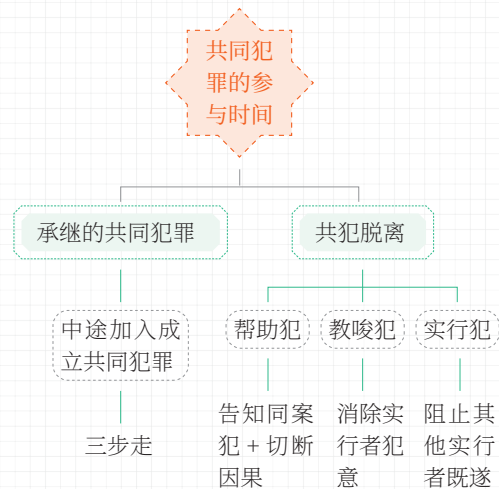 共同犯
罪的参
与时间
承继的共同犯罪
共犯脱离
中途加入成
立共同犯罪
帮助犯
教唆犯
实行犯
三步走
告知同案
犯+切断
因果
消除实
行者犯
意
阻止其
他实行
者既遂